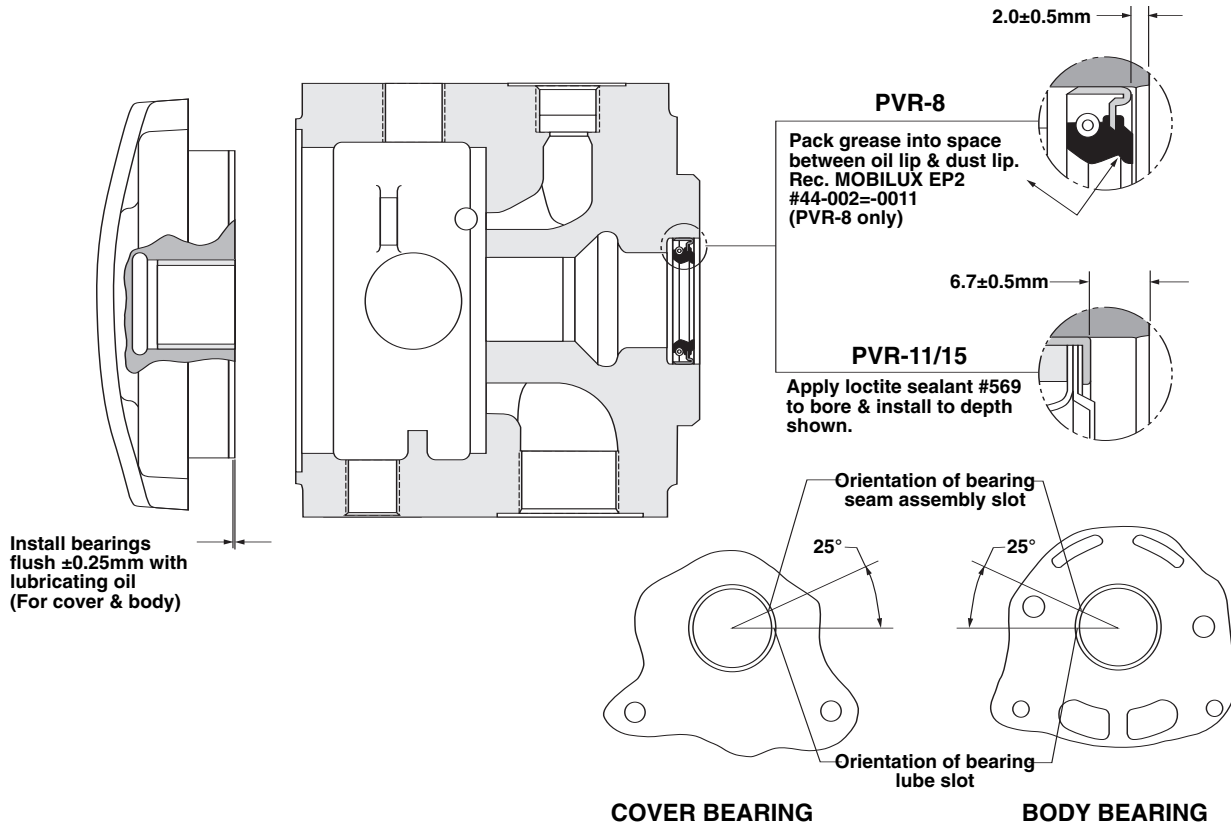 2.0±0.5mm
PVR-8
Pack grease into space
between oil lip & dust lip.
Rec. MOBILUX EP2
#44-002=-0011
(PVR-8 only)
6.7±0.5mm
PVR-11/15
Apply loctite sealant #569
to bore & install to depth
shown.
Install bearings
flush ±0.25mm with
lubricating oil
(For cover & body)
Orientation of bearing
seam assembly slot
25°
25°
Orientation of bearing
lube slot
COVER BEARING
BODY BEARING